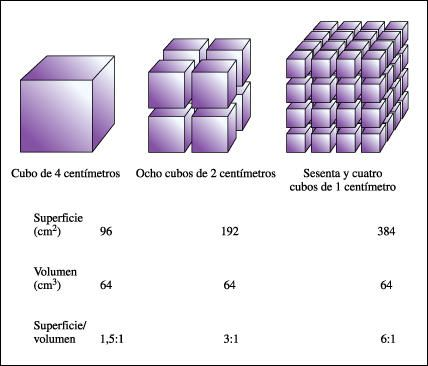 Cubo de 4 centímetros
Ocho cubos de 2 centímetros
Sesenta y cuatro
cubos de 1 centímetro
Superficie
(cm²) 96 192 384
Volumen
(cm³) 64 64 64
Superficie/
volumen 1,5:1 3:1 6:1